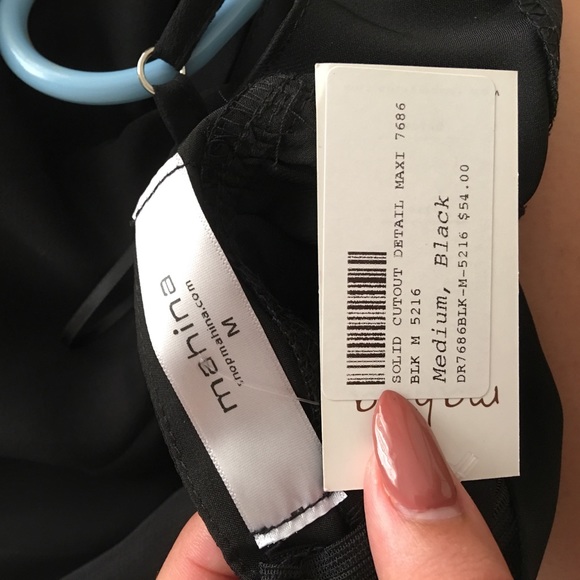 mahina
shopmahina.com
M
SOLID CUTOUT DETAIL MAXI 7686
BLK M 5216
Medium, Black
DR7686BLK-M-5216 $54.00